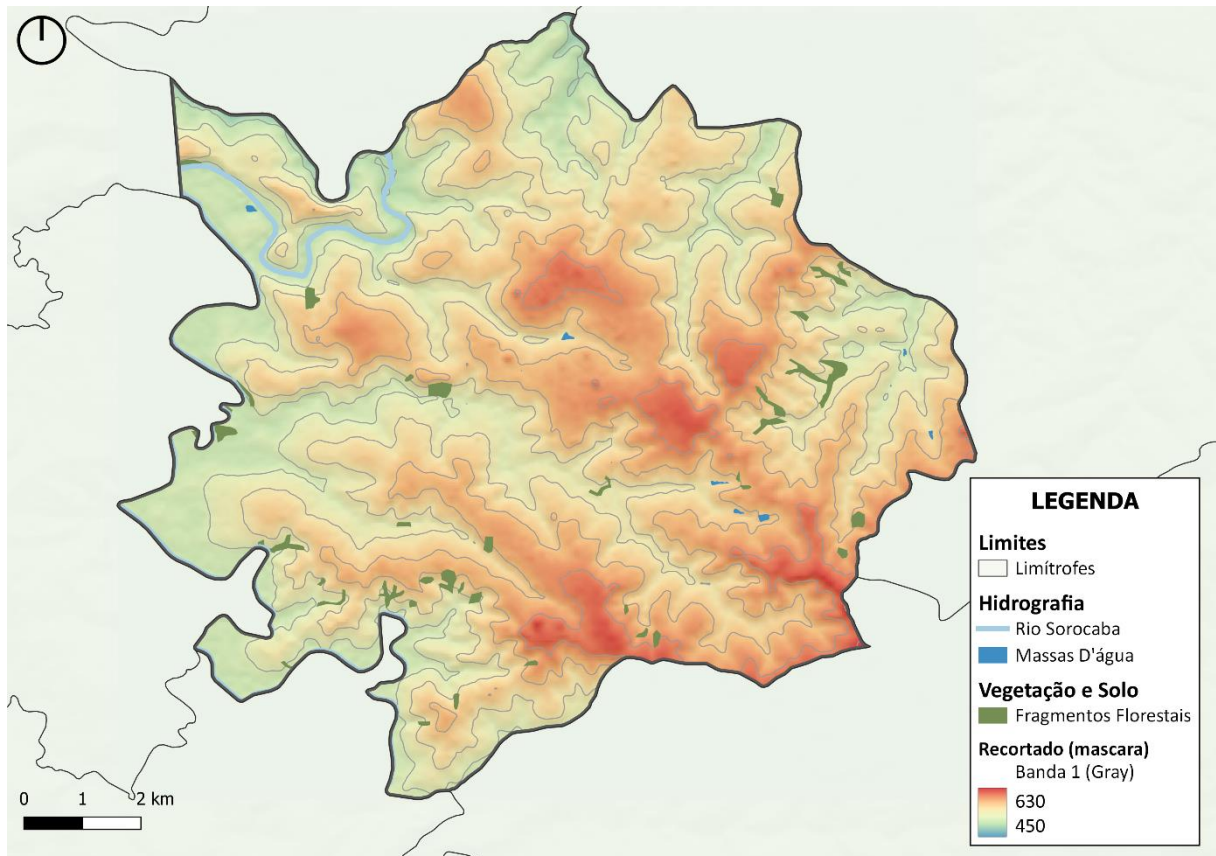 LEGENDA
Limites
Limítrofes
Hidrografia
Rio Sorocaba
Massas D'água
Vegetação e Solo
Fragmentos Florestais
Recortado (mascara)
Banda 1 (Gray)
630
450
0 1 2 km